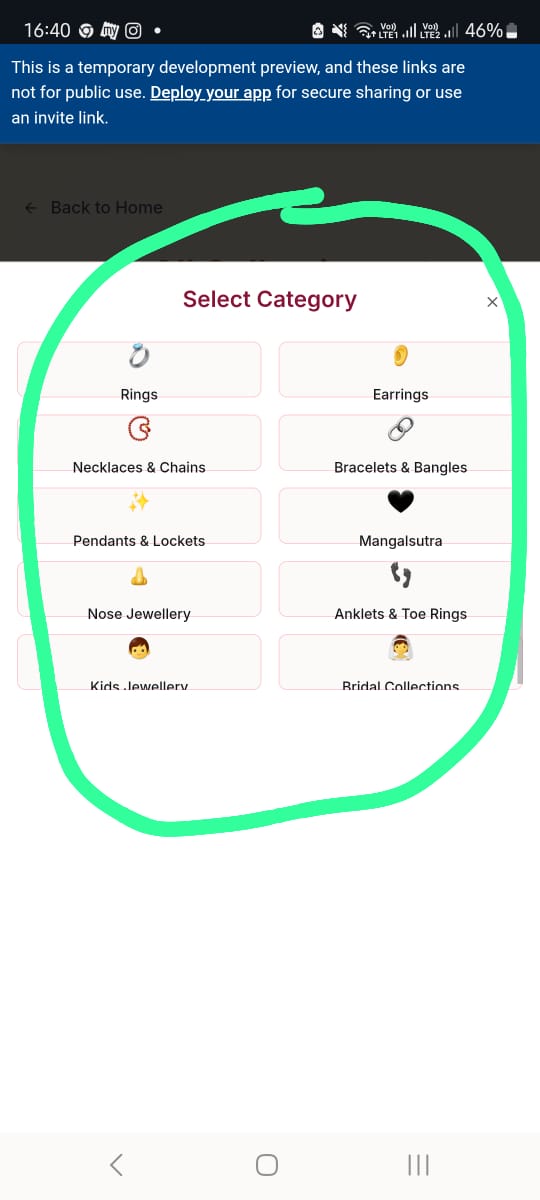 16:40
Vo)) LTE1 Vo)) LTE2 46%
This is a temporary development preview, and these links are
not for public use. Deploy your app for secure sharing or use
an invite link.
← Back to Home
Select Category
×
Rings
Earrings
Necklaces & Chains
Bracelets & Bangles
Pendants & Lockets
Mangalsutra
Nose Jewellery
Anklets & Toe Rings
Kids Jewellery
Bridal Collections